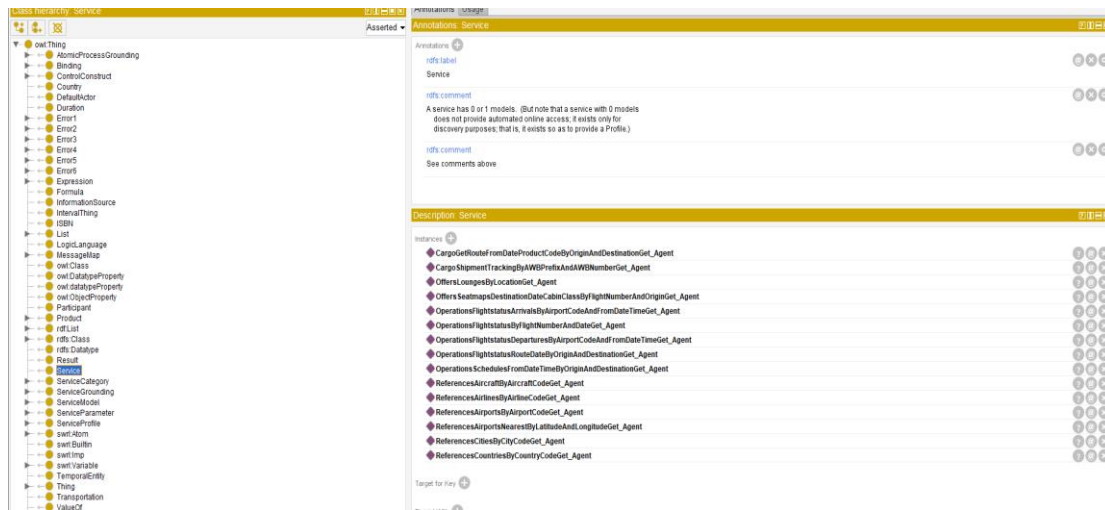 Class hierarchy: Service
Asserted
owl:Thing
AtomicProcessGrounding
Binding
ControlConstruct
Country
DefaultActor
Duration
Error1
Error2
Error3
Error4
Error5
Error6
Expression
Formula
InformationSource
IntervalThing
ISBN
List
LogicLanguage
MessageMap
owl:Class
owl:DatatypeProperty
owl:datatypeProperty
owl:ObjectProperty
Participant
Product
rdf:List
rdfs:Class
rdfs:Datatype
Result
Service
ServiceCategory
ServiceGrounding
ServiceModel
ServiceParameter
ServiceProfile
swrl:Atom
swrl:Builtin
swrl:Imp
swrl:Variable
TemporalEntity
Thing
Transportation
ValueOf
Annotations Usage
Annotations: Service
Annotations
rdfs:label
Service
rdfs:comment
A service has 0 or 1 models. (But note that a service with 0 models
does not provide automated online access; it exists only for
discovery purposes; that is, it exists so as to provide a Profile.)
rdfs:comment
See comments above
Description: Service
Instances
CargoGetRouteFromDateProductCodeByOriginAndDestinationGet_Agent
CargoShipmentTrackingByAWBPrefixAndAWBNumberGet_Agent
OffersLoungesByLocationGet_Agent
OffersSeatmapsDestinationDateCabinClassByFlightNumberAndOriginGet_Agent
OperationsFlightstatusArrivalsByAirportCodeAndFromDateTimeGet_Agent
OperationsFlightstatusByFlightNumberAndDateGet_Agent
OperationsFlightstatusDeparturesByAirportCodeAndFromDateTimeGet_Agent
OperationsFlightstatusRouteDateByOriginAndDestinationGet_Agent
OperationsSchedulesFromDateTimeByOriginAndDestinationGet_Agent
ReferencesAircraftByAircraftCodeGet_Agent
ReferencesAirlinesByAirlineCodeGet_Agent
ReferencesAirportsByAirportCodeGet_Agent
ReferencesAirportsNearestByLatitudeAndLongitudeGet_Agent
ReferencesCitiesByCityCodeGet_Agent
ReferencesCountriesByCountryCodeGet_Agent
Target for Key